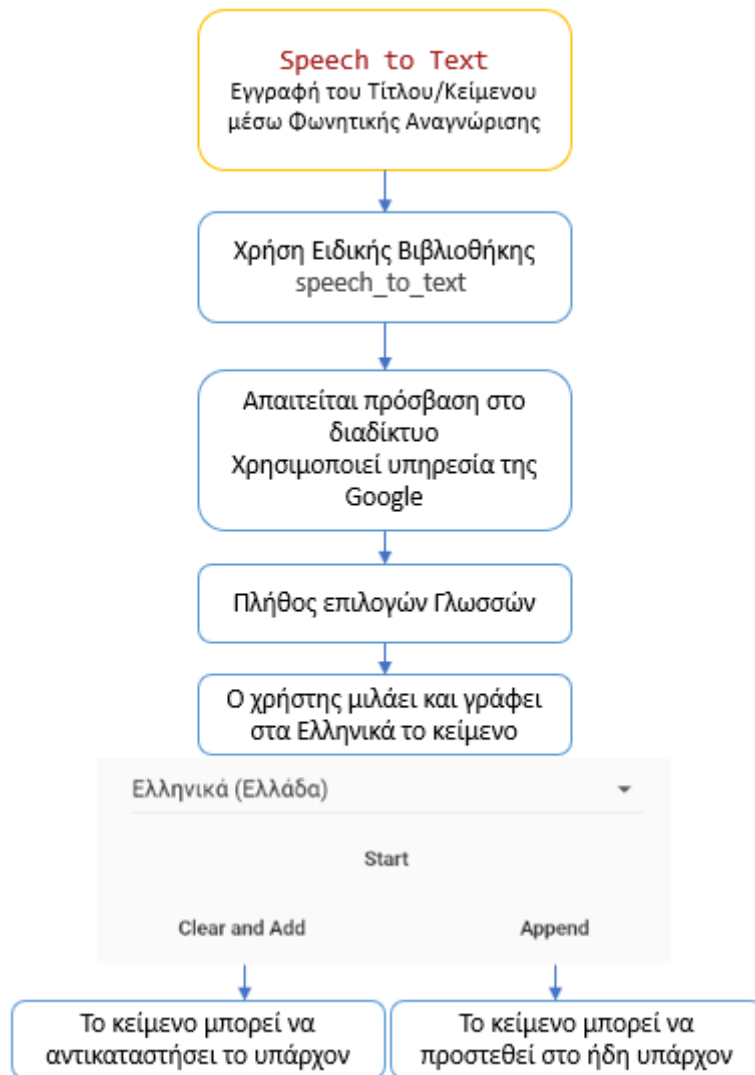 Speech to Text
Εγγραφή του Τίτλου/Κείμενου
μέσω Φωνητικής Αναγνώρισης
Χρήση Ειδικής Βιβλιοθήκης
speech_to_text
Απαιτείται πρόσβαση στο
διαδίκτυο
Χρησιμοποιεί υπηρεσία της
Google
Πλήθος επιλογών Γλωσσών
Ο χρήστης μιλάει και γράφει
στα Ελληνικά το κείμενο
Ελληνικά (Ελλάδα)
Start
Clear and Add
Append
Το κείμενο μπορεί να
αντικαταστήσει το υπάρχον
Το κείμενο μπορεί να
προστεθεί στο ήδη υπάρχον